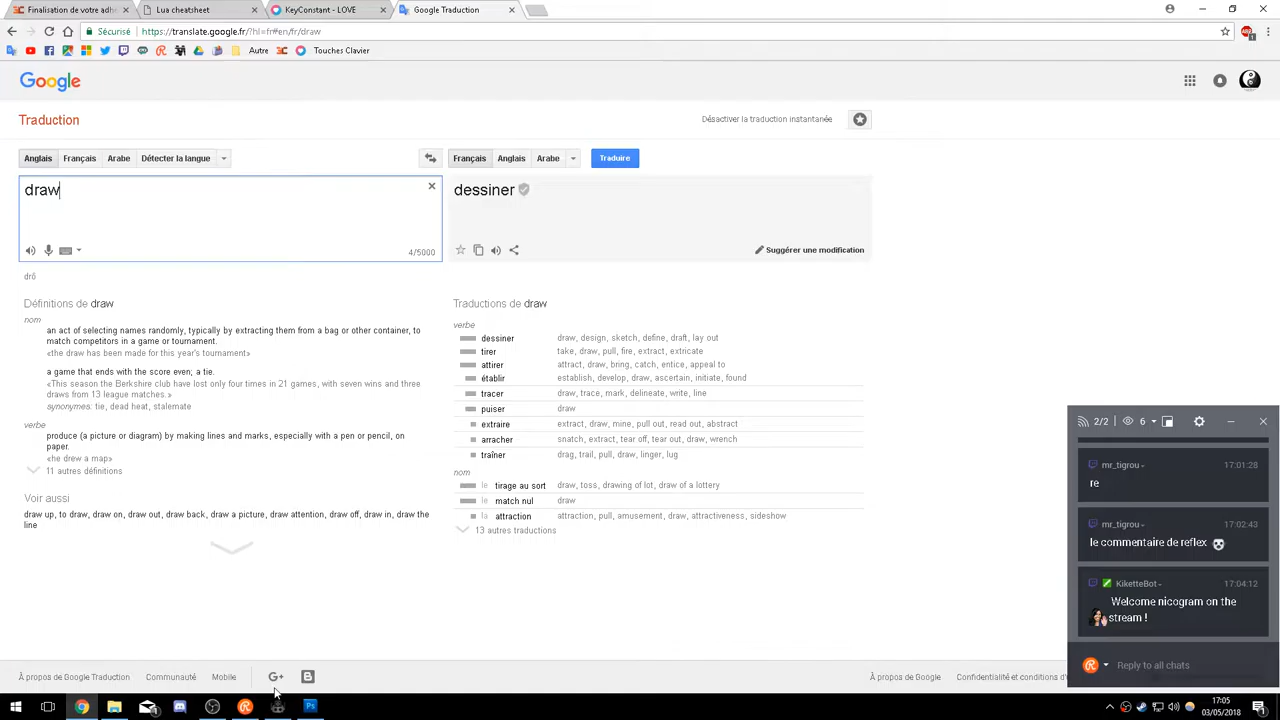 Finalisation de votre adh
Lua cheatsheet
KeyConstant - LOVE
Google Traduction
Sécurisé https://translate.google.fr/?hl=fr#en/fr/draw
Autre
Touches Clavier
Google
Traduction
Désactiver la traduction instantanée
Anglais Français Arabe Détecter la langue
Français Anglais Arabe Traduire
draw
dessiner
4/5000
Suggérer une modification
drô
Définitions de draw
nom
an act of selecting names randomly, typically by extracting them from a bag or other container, to
match competitors in a game or tournament.
«the draw has been made for this year's tournament»
a game that ends with the score even; a tie.
«This season the Berkshire club have lost only four times in 21 games, with seven wins and three
draws from 13 league matches.»
synonymes: tie, dead heat, stalemate
verbe
produce (a picture or diagram) by making lines and marks, especially with a pen or pencil, on
paper.
«he drew a map»
11 autres définitions
Voir aussi
draw up, to draw, draw on, draw out, draw back, draw a picture, draw attention, draw off, draw in, draw the
line
Traductions de draw
verbe
dessiner draw, design, sketch, define, draft, lay out
tirer take, draw, pull, fire, extract, extricate
attirer attract, draw, bring, catch, entice, appeal to
établir establish, develop, draw, ascertain, initiate, found
tracer draw, trace, mark, delineate, write, line
puiser draw
extraire extract, draw, mine, pull out, read out, abstract
arracher snatch, extract, tear off, tear out, draw, wrench
traîner drag, trail, pull, draw, linger, lug
nom
le tirage au sort draw, toss, drawing of lot, draw of a lottery
le match nul draw
la attraction attraction, pull, amusement, draw, attractiveness, sideshow
13 autres traductions
2/2 6
mr_tigrou 17:01:28
re
mr_tigrou 17:02:43
le commentaire de reflex
KiketteBot 17:04:12
Welcome nicogram on the
stream !
Reply to all chats
À propos de Google Traduction Communauté Mobile G+
À propos de Google Confidentialité et conditions d'
17:05
03/05/2018